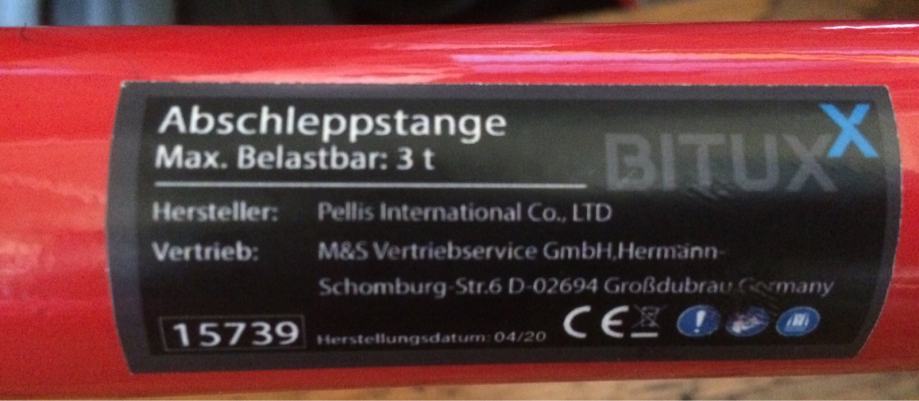 Abschleppstange
Max. Belastbar: 3 t
BITUXX
Hersteller: Pellis International Co., LTD
Vertrieb: M&S Vertriebservice GmbH,Hermann-
Schomburg-Str.6 D-02694 Großdubrau Germany
15739 Herstellungsdatum: 04/20 CE